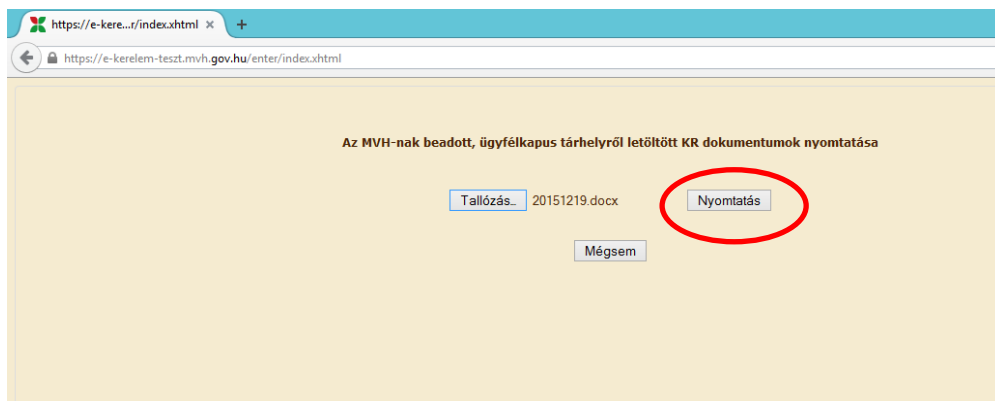 https://e-kere...r/index.xhtml × +
https://e-kerelem-teszt.mvh.gov.hu/enter/index.xhtml
Az MVH-nak beadott, ügyfélkapus tárhelyről letöltött KR dokumentumok nyomtatása
Tallózás… 20151219.docx Nyomtatás
Mégsem